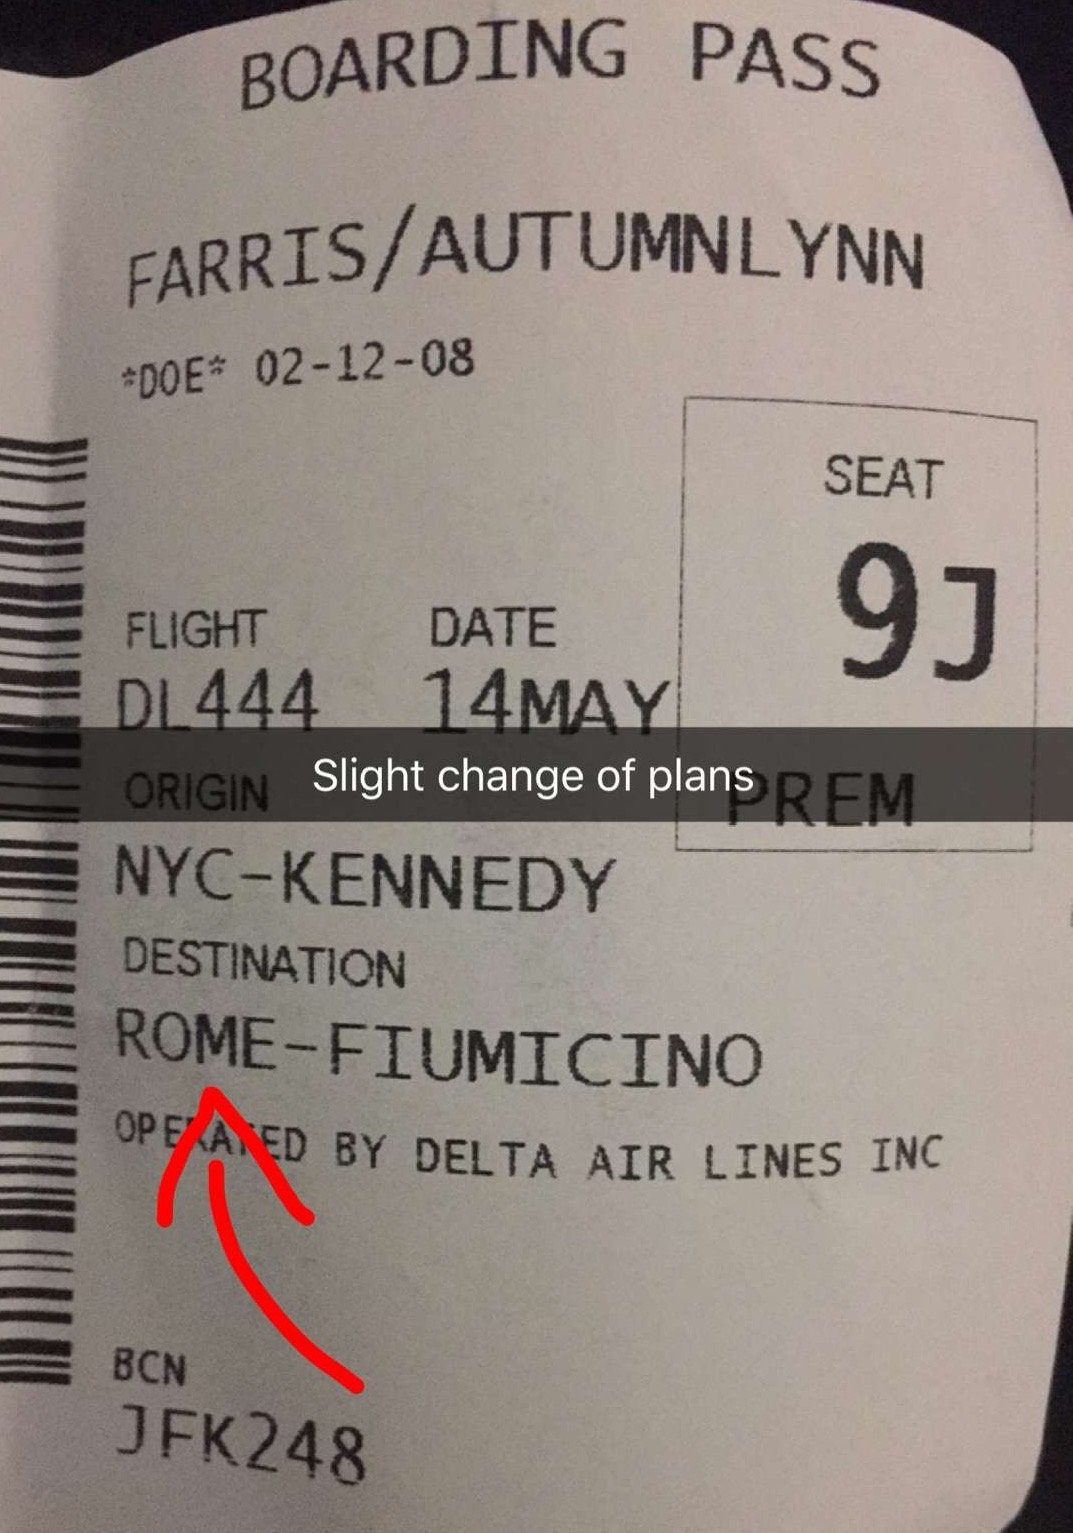 BOARDING PASS
FARRIS/AUTUMNLYNN
*DOE* 02-12-08
SEAT
9J
FLIGHT DATE
DL444 14MAY
Slight change of plans
ORIGIN PREM
NYC-KENNEDY
DESTINATION
ROME-FIUMICINO
OPERATED BY DELTA AIR LINES INC
BCN
JFK248